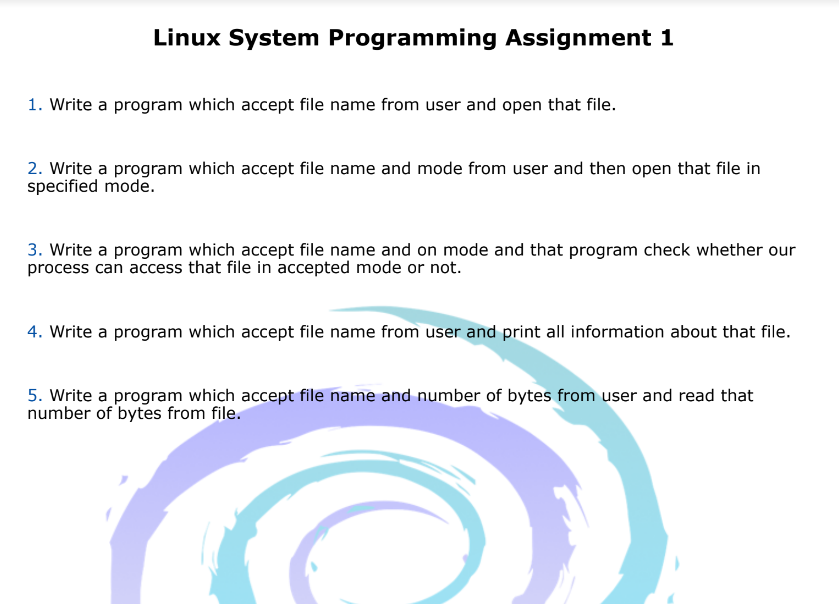 Linux System Programming Assignment 1
1. Write a program which accept file name from user and open that file.
2. Write a program which accept file name and mode from user and then open that file in
specified mode.
3. Write a program which accept file name and on mode and that program check whether our
process can access that file in accepted mode or not.
4. Write a program which accept file name from user and print all information about that file.
5. Write a program which accept file name and number of bytes from user and read that
number of bytes from file.